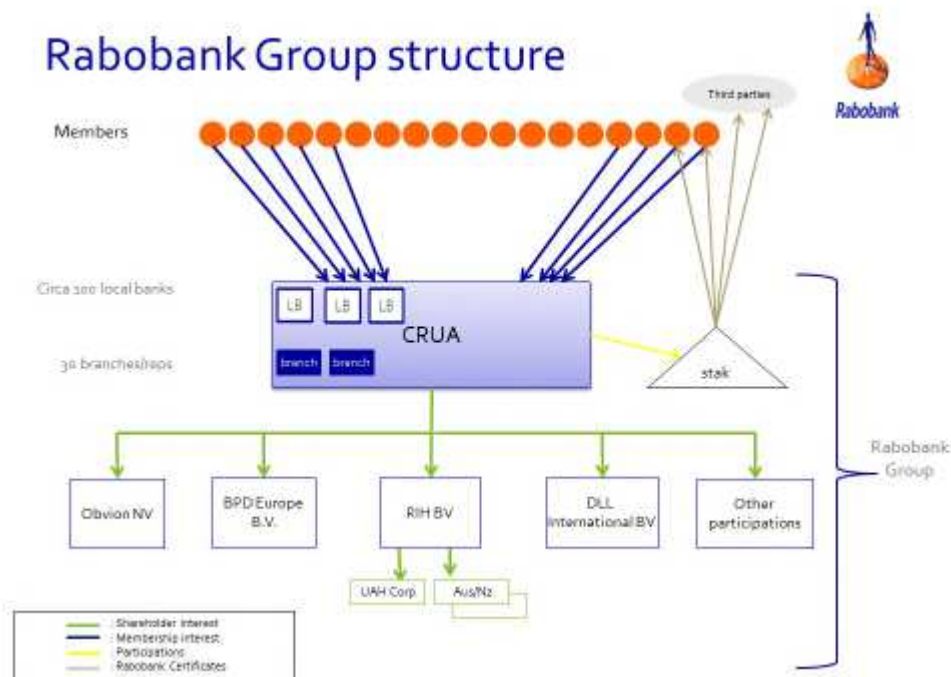 Rabobank Group structure
Third parties
Rabobank
Members
Circa 100 local banks
LB
LB
LB
CRUA
30 branches/reps
branch
branch
stak
Rabobank
Group
Obvion NV
BPD Europe
B.V.
RIH BV
DLL
International BV
Other
participations
UAH Corp
Aus/Nz
: Shareholder interest
: Membership interest
: Participations
: Rabobank Certificates